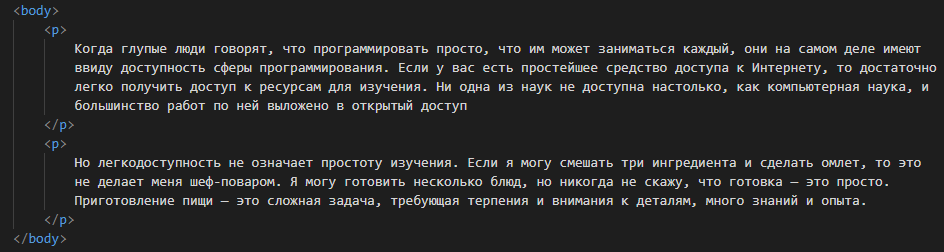 <body>
<p>
Когда глупые люди говорят, что программировать просто, что им может заниматься каждый, они на самом деле имеют
ввиду доступность сферы программирования. Если у вас есть простейшее средство доступа к Интернету, то достаточно
легко получить доступ к ресурсам для изучения. Ни одна из наук не доступна настолько, как компьютерная наука, и
большинство работ по ней выложено в открытый доступ
</p>
<p>
Но легкодоступность не означает простоту изучения. Если я могу смешать три ингредиента и сделать омлет, то это
не делает меня шеф-поваром. Я могу готовить несколько блюд, но никогда не скажу, что готовка — это просто.
Приготовление пищи — это сложная задача, требующая терпения и внимания к деталям, много знаний и опыта.
</p>
</body>